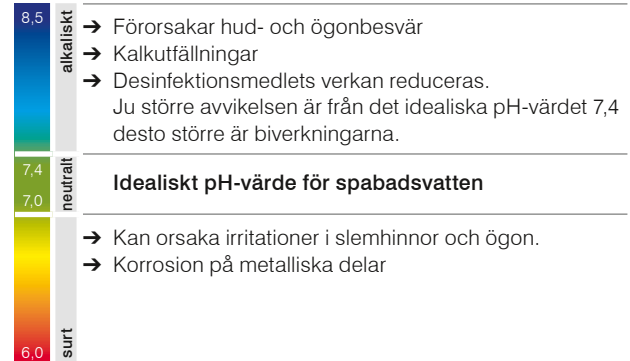 8,5
alkaliskt
➔ Förorsakar hud- och ögonbesvär
➔ Kalkutfällningar
➔ Desinfektionsmedlets verkan reduceras.
Ju större avvikelsen är från det idealiska pH-värdet 7,4
desto större är biverkningarna.
7,4
7,0
neutralt
Idealiskt pH-värde för spabadsvatten
➔ Kan orsaka irritationer i slemhinnor och ögon.
➔ Korrosion på metalliska delar
6,0
surt